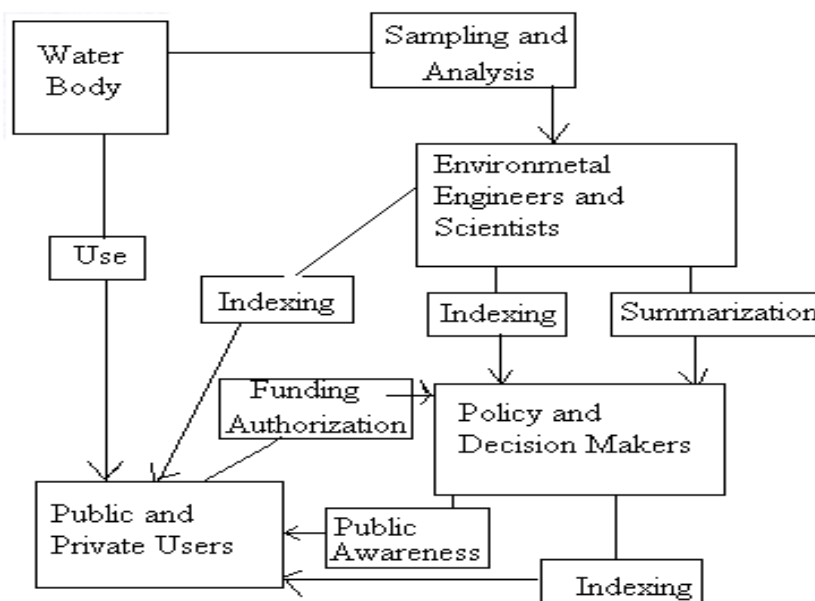 Water
Body
Sampling and
Analysis
Environmetal
Engineers and
Scientists
Use
Indexing
Indexing
Summarization
Funding
Authorization
Policy and
Decision Makers
Public and
Private Users
Public
Awareness
Indexing